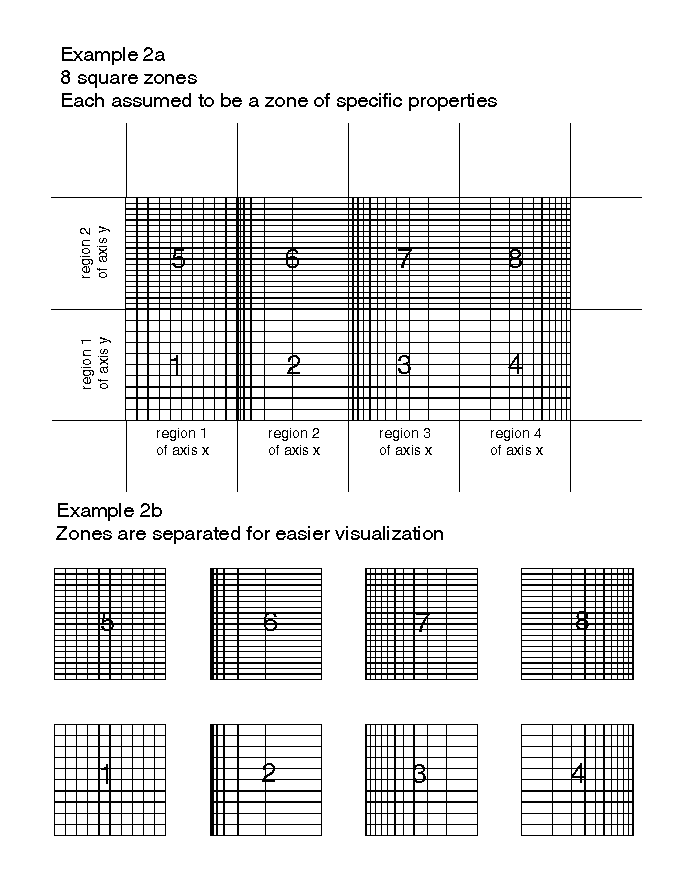 Example 2a
8 square zones
Each assumed to be a zone of specific properties
region 2
of axis y
5
6
7
8
region 1
of axis y
1
2
3
4
region 1
of axis x
region 2
of axis x
region 3
of axis x
region 4
of axis x
Example 2b
Zones are separated for easier visualization
5
6
7
8
1
2
3
4